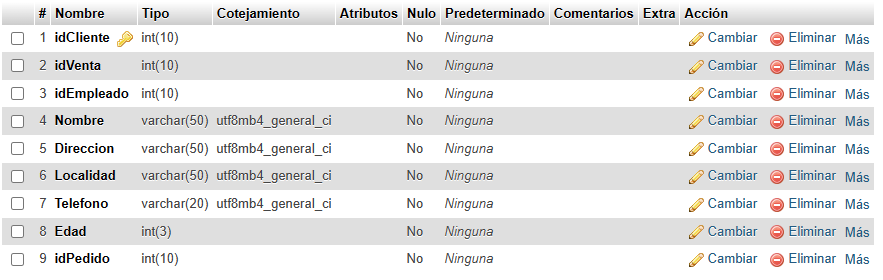 # Nombre Tipo Cotejamiento Atributos Nulo Predeterminado Comentarios Extra Acción
1 idCliente int(10) No Ninguna Cambiar Eliminar Más
2 idVenta int(10) No Ninguna Cambiar Eliminar Más
3 idEmpleado int(10) No Ninguna Cambiar Eliminar Más
4 Nombre varchar(50) utf8mb4_general_ci No Ninguna Cambiar Eliminar Más
5 Direccion varchar(50) utf8mb4_general_ci No Ninguna Cambiar Eliminar Más
6 Localidad varchar(50) utf8mb4_general_ci No Ninguna Cambiar Eliminar Más
7 Telefono varchar(20) utf8mb4_general_ci No Ninguna Cambiar Eliminar Más
8 Edad int(3) No Ninguna Cambiar Eliminar Más
9 idPedido int(10) No Ninguna Cambiar Eliminar Más